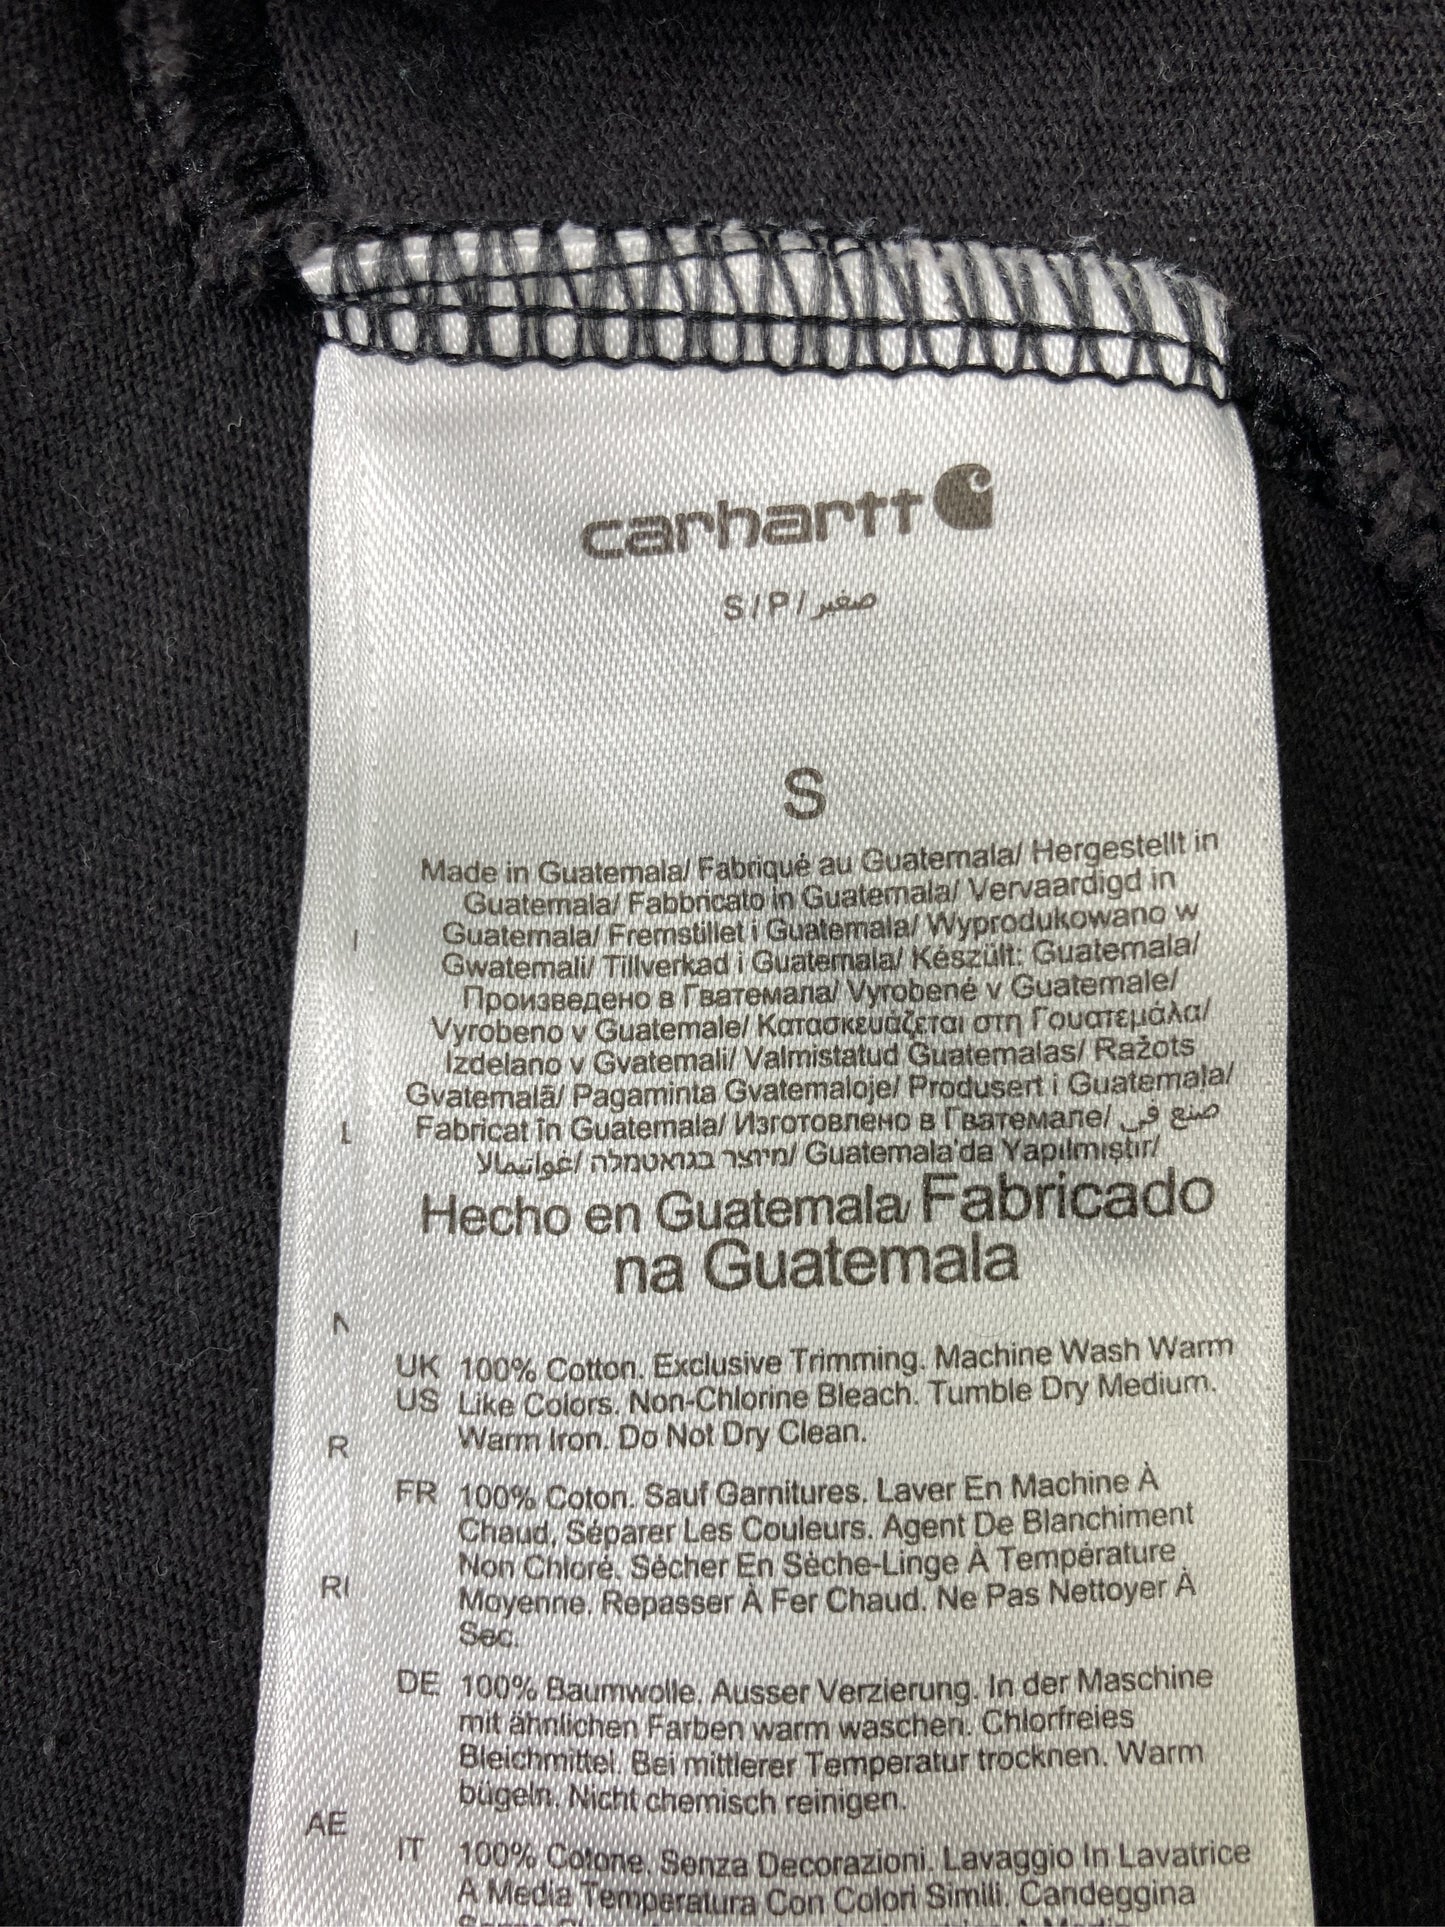 carhartt
S/P/صغير
S
Made in Guatemala/ Fabriqué au Guatemala/ Hergestellt in
Guatemala/ Fabbricato in Guatemala/ Vervaardigd in
Guatemala/ Fremstillet i Guatemala/ Wyprodukowano w
Gwatemali/ Tillverkad i Guatemala/ Készült: Guatemala/
Произведено в Гватемала/ Vyrobené v Guatemale/
Vyrobeno v Guatemale/ Κατασκευάζεται στη Γουατεμάλα/
Izdelano v Gvatemali/ Valmistatud Guatemalas/ Ražots
Gvatemalā/ Pagaminta Gvatemaloje/ Produsert i Guatemala/
Fabricat în Guatemala/ Изготовлено в Гватемале/ صنع في
غواتيمالا/ מיוצר בגואטמלה/ Guatemala'da Yapılmıştır/
Hecho en Guatemala/ Fabricado
na Guatemala
UK 100% Cotton. Exclusive Trimming. Machine Wash Warm
US Like Colors. Non-Chlorine Bleach. Tumble Dry Medium.
Warm Iron. Do Not Dry Clean.
FR 100% Coton. Sauf Garnitures. Laver En Machine À
Chaud, Séparer Les Couleurs. Agent De Blanchiment
Non Chloré. Sécher En Sèche-Linge À Température
Moyenne. Repasser À Fer Chaud. Ne Pas Nettoyer À
Sec.
DE 100% Baumwolle. Ausser Verzierung. In der Maschine
mit ähnlichen Farben warm waschen. Chlorfreies
Bleichmittel. Bei mittlerer Temperatur trocknen. Warm
bügeln. Nicht chemisch reinigen.
IT 100% Cotone. Senza Decorazioni. Lavaggio In Lavatrice
A Media Temperatura Con Colori Simili. Candeggina
L
R
AE